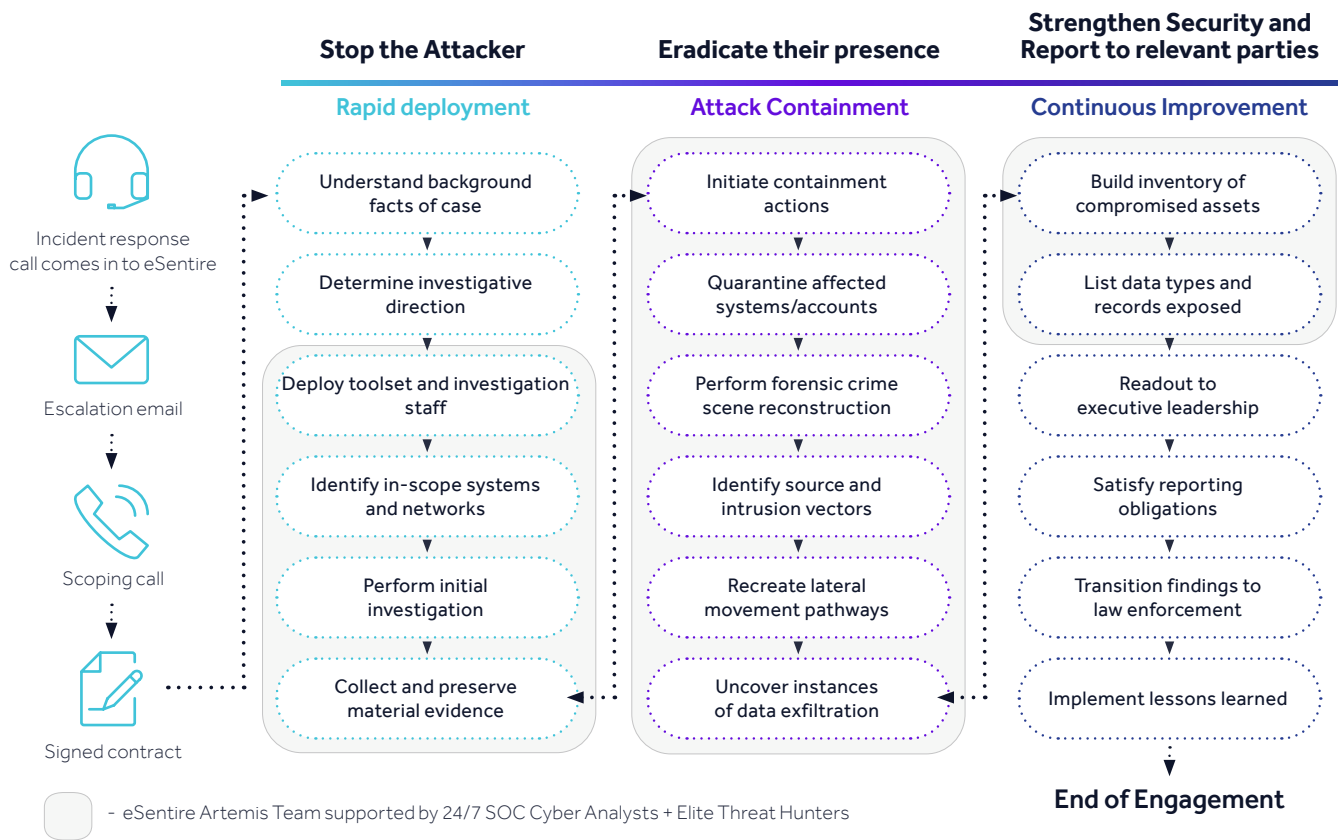 Stop the Attacker
Eradicate their presence
Strengthen Security and
Report to relevant parties
Rapid deployment
Attack Containment
Continuous Improvement
Incident response
call comes in to eSentire
Escalation email
Scoping call
Signed contract
Understand background
facts of case
Determine investigative
direction
Deploy toolset and investigation
staff
Identify in-scope systems
and networks
Perform initial
investigation
Collect and preserve
material evidence
Initiate containment
actions
Quarantine affected
systems/accounts
Perform forensic crime
scene reconstruction
Identify source and
intrusion vectors
Recreate lateral
movement pathways
Uncover instances
of data exfiltration
Build inventory of
compromised assets
List data types and
records exposed
Readout to
executive leadership
Satisfy reporting
obligations
Transition findings to
law enforcement
Implement lessons learned
End of Engagement
- eSentire Artemis Team supported by 24/7 SOC Cyber Analysts + Elite Threat Hunters